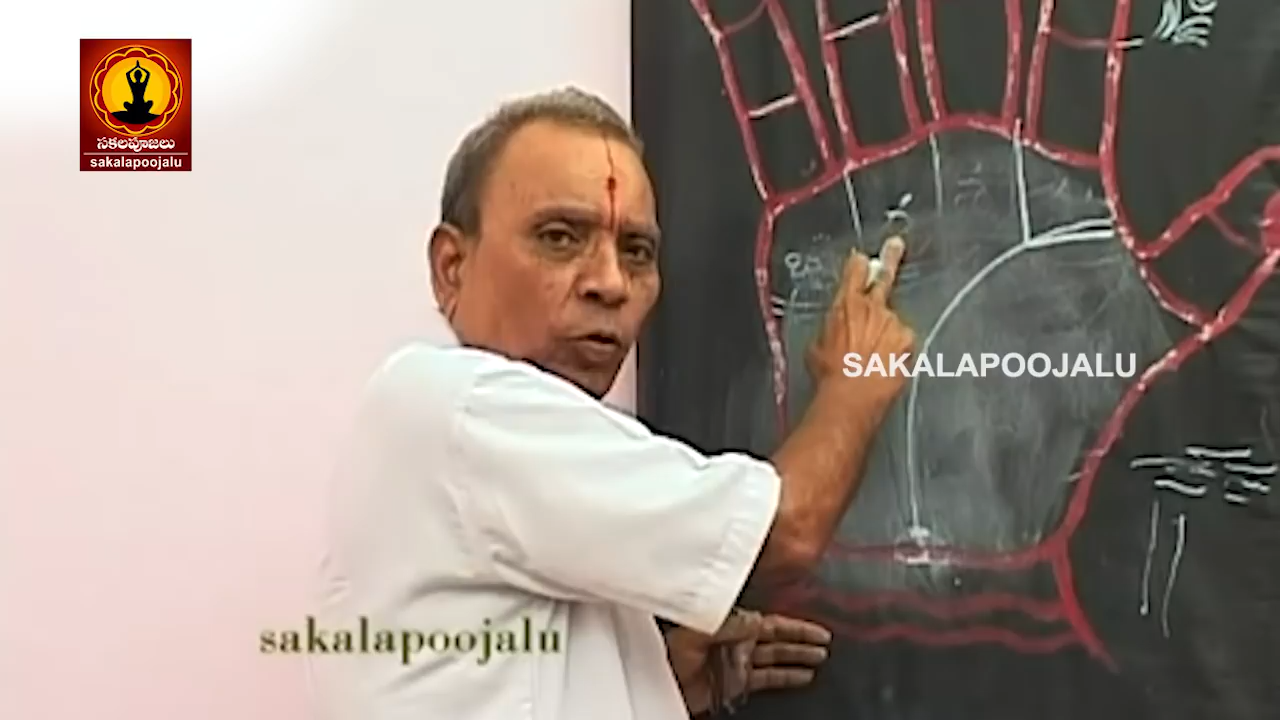 సకలపూజలు
sakalapoojalu
SAKALAPOOJALU
sakalapoojalu